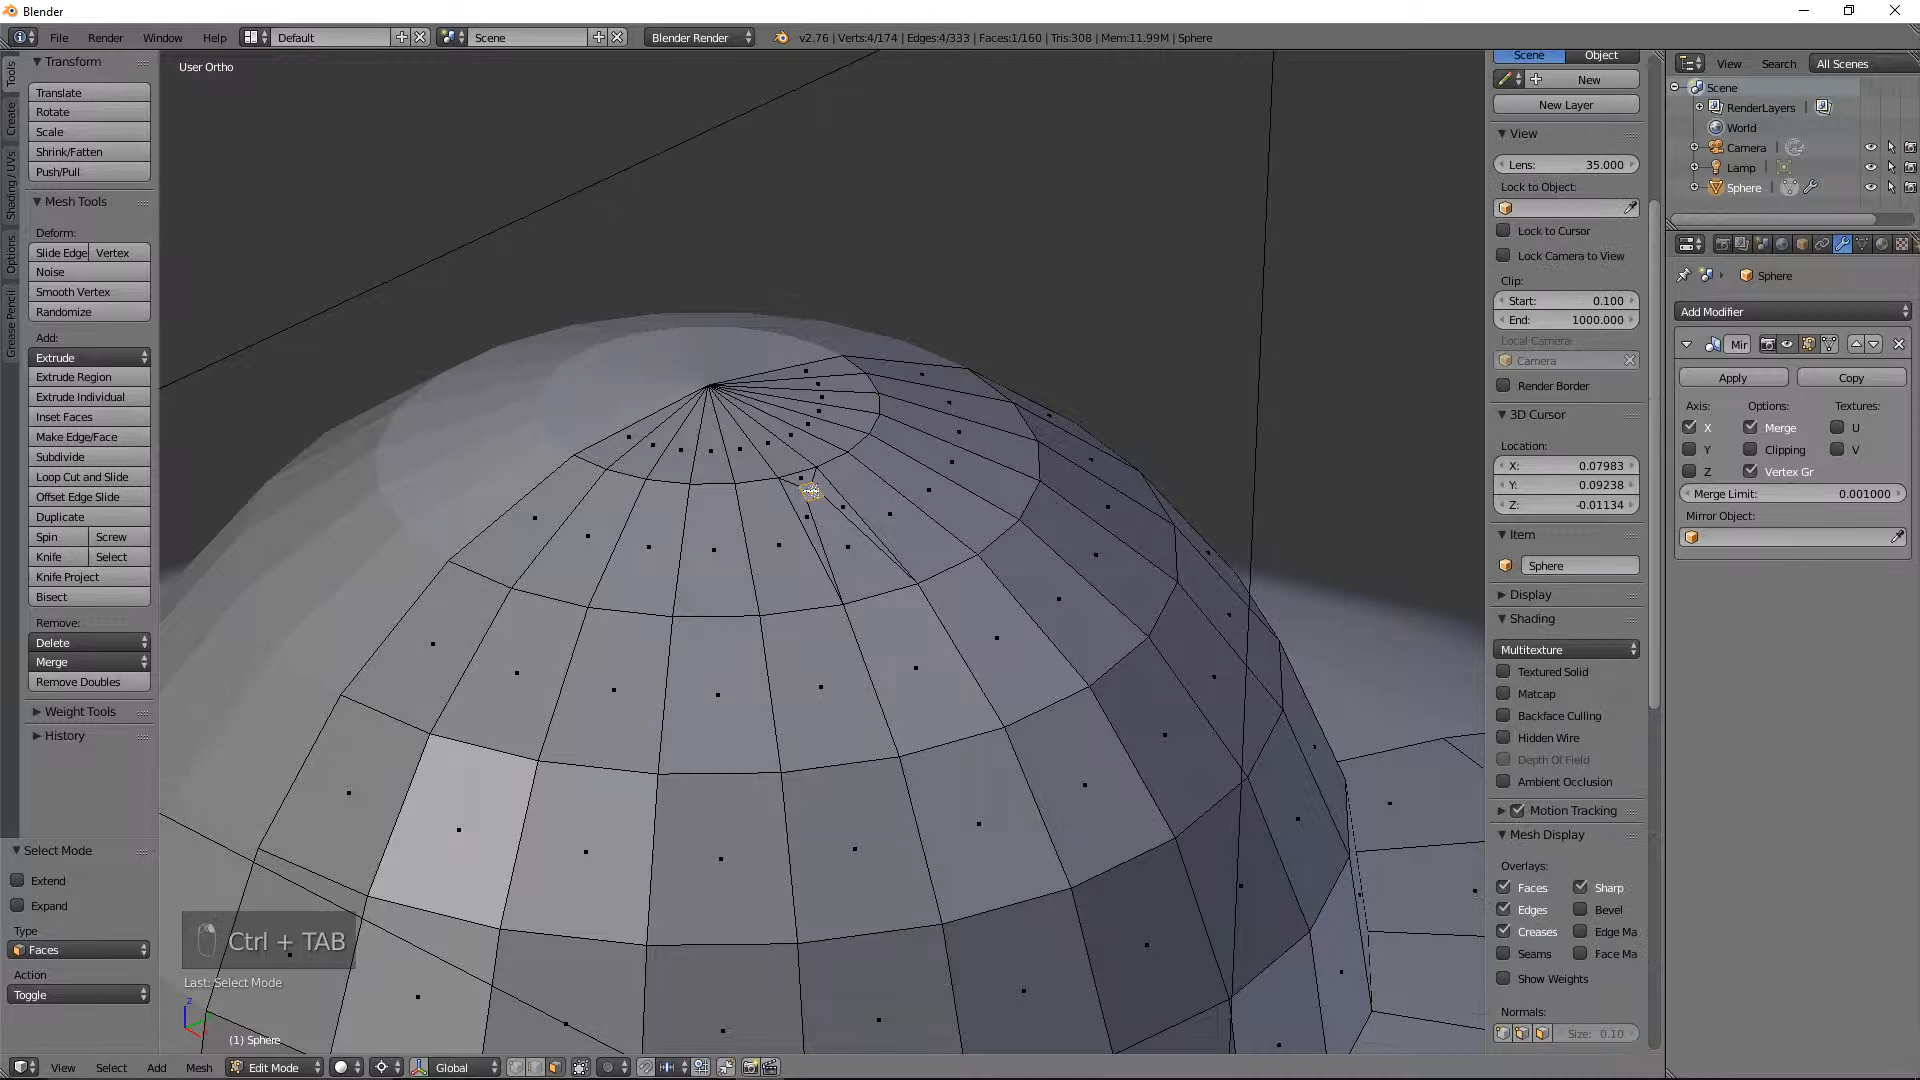 Blender
File Render Window Help Default Scene Blender Render v2.76 | Verts:4/174 | Edges:4/333 | Faces:1/160 | Tris:308 | Mem:11.99M | Sphere
Tools
Create
Shading / UVs
Options
Grease Pencil
Transform
Translate
Rotate
Scale
Shrink/Fatten
Push/Pull
Mesh Tools
Deform:
Slide Edge Vertex
Noise
Smooth Vertex
Randomize
Add:
Extrude
Extrude Region
Extrude Individual
Inset Faces
Make Edge/Face
Subdivide
Loop Cut and Slide
Offset Edge Slide
Duplicate
Spin Screw
Knife Select
Knife Project
Bisect
Remove:
Delete
Merge
Remove Doubles
Weight Tools
History
Select Mode
Extend
Expand
Type
Faces
Action
Toggle
User Ortho
Ctrl + TAB
Last: Select Mode
z
(1) Sphere
View Select Add Mesh Edit Mode Global
Scene Object
New
New Layer
View
Lens: 35.000
Lock to Object:
Lock to Cursor
Lock Camera to View
Clip:
Start: 0.100
End: 1000.000
Local Camera:
Camera
Render Border
3D Cursor
Location:
X: 0.07983
Y: 0.09238
Z: -0.01134
Item
Sphere
Display
Shading
Multitexture
Textured Solid
Matcap
Backface Culling
Hidden Wire
Depth Of Field
Ambient Occlusion
Motion Tracking
Mesh Display
Overlays:
Faces Sharp
Edges Bevel
Creases Edge Ma
Seams Face Ma
Show Weights
Normals:
Size: 0.10
View Search All Scenes
Scene
RenderLayers
World
Camera
Lamp
Sphere
Sphere
Add Modifier
Mir
Apply Copy
Axis: Options: Textures:
X Merge U
Y Clipping V
Z Vertex Gr
Merge Limit: 0.001000
Mirror Object: